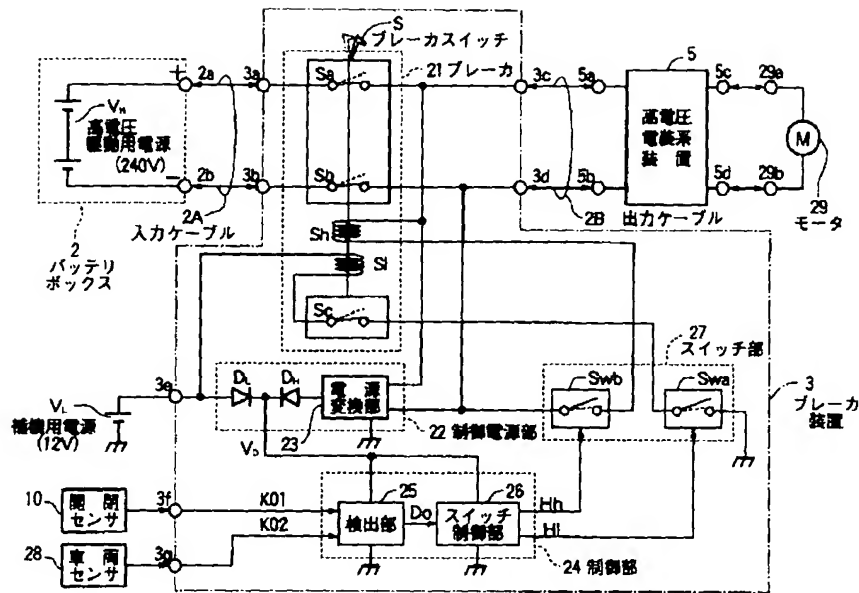 S
ブレーカスイッチ
21 ブレーカ
+
2a
3a
Sa
3c
5a
5
5c
29a
VH
高電圧
駆動用電源
(240V)
高電圧
電装系
装置
M
−
2b
3b
Sb
3d
5b
5d
29b
29
モータ
2A
入力ケーブル
2B
出力ケーブル
2
バッテリ
ボックス
Sh
Sl
Sc
27
スイッチ部
Swb
Swa
3
ブレーカ
装置
3e
DL
DH
電源
変換部
23
22 制御電源部
VL
補機用電源
(12V)
VD
10
開閉
センサ
3f
K01
25
検出部
Do
26
スイッチ
制御部
Hh
Hl
28
車両
センサ
3g
K02
24 制御部